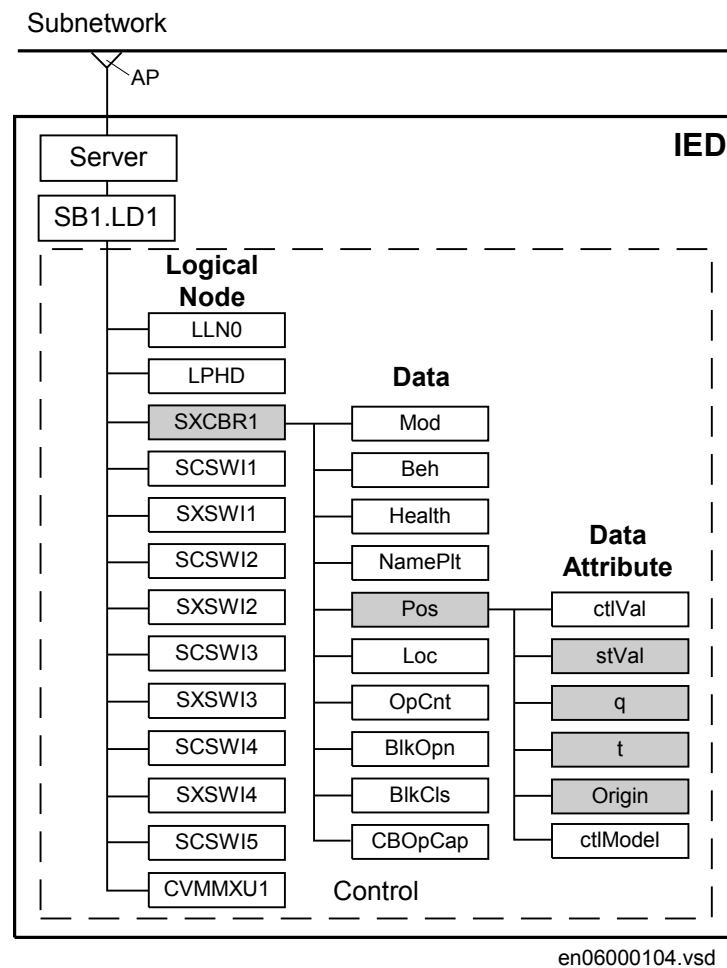 Subnetwork
AP
IED
Server
SB1.LD1
Logical
Node
LLN0
LPHD
SXCBR1
SCSWI1
SXSWI1
SCSWI2
SXSWI2
SCSWI3
SXSWI3
SCSWI4
SXSWI4
SCSWI5
CVMMXU1
Data
Mod
Beh
Health
NamePlt
Pos
Loc
OpCnt
BlkOpn
BlkCls
CBOpCap
Data
Attribute
ctlVal
stVal
q
t
Origin
ctlModel
Control
en06000104.vsd